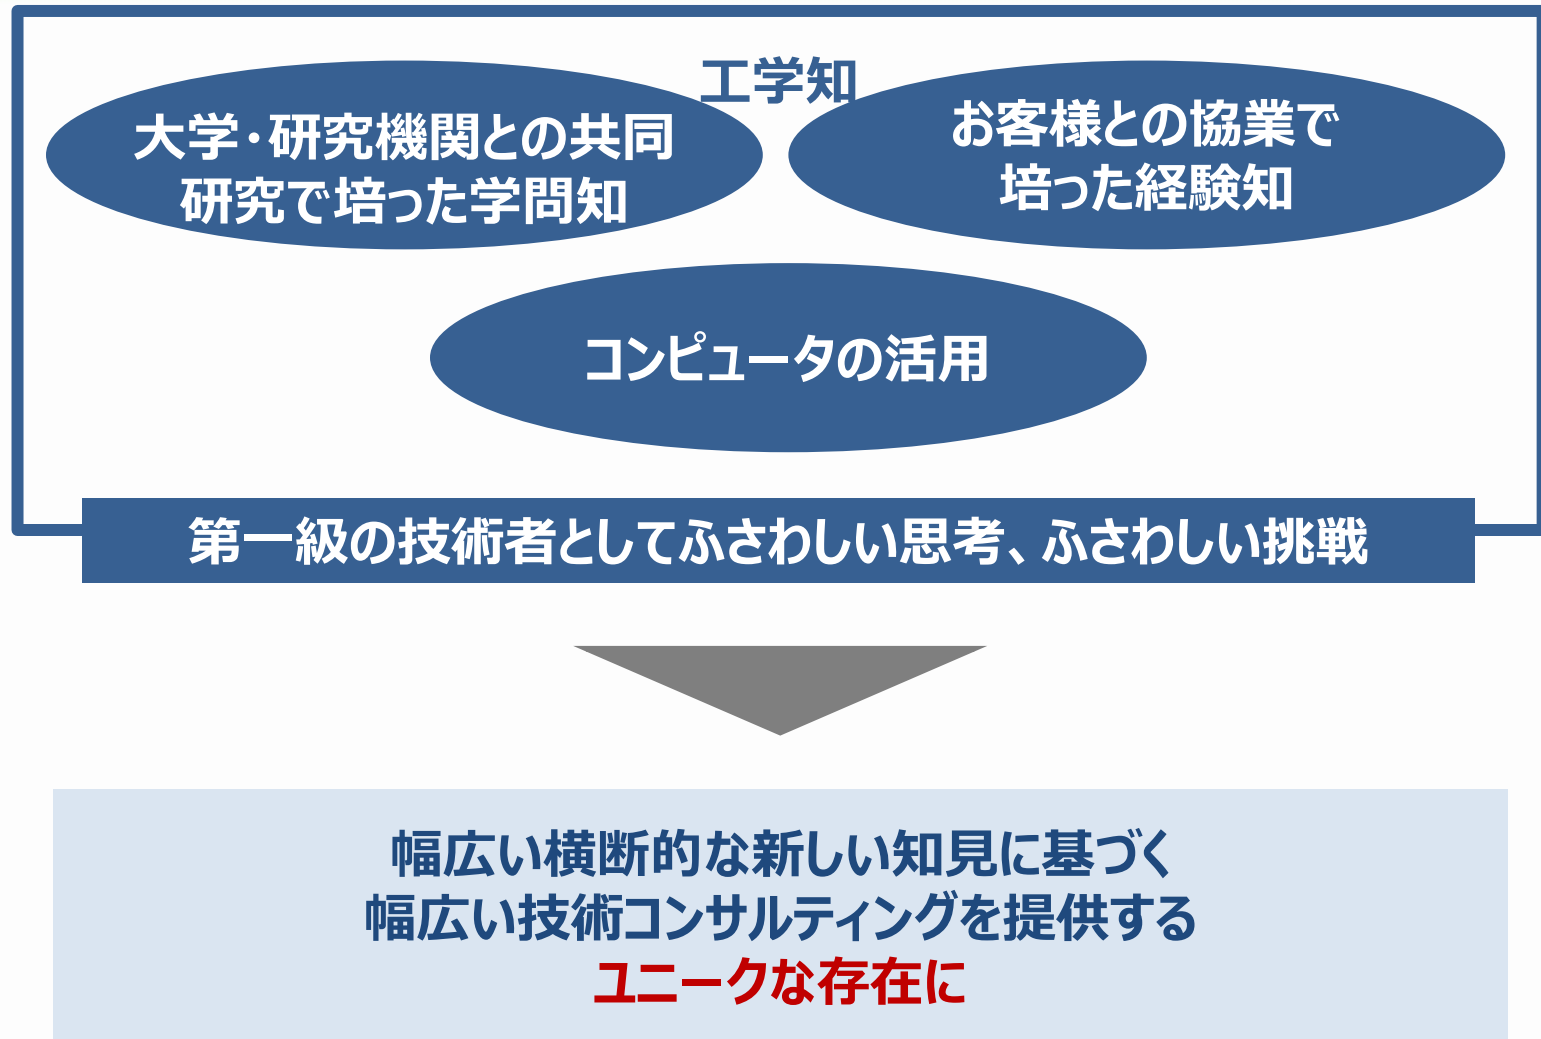 工学知
大学・研究機関との共同
研究で培った学問知
お客様との協業で
培った経験知
コンピュータの活用
第一級の技術者としてふさわしい思考、ふさわしい挑戦
幅広い横断的な新しい知見に基づく
幅広い技術コンサルティングを提供する
ユニークな存在に